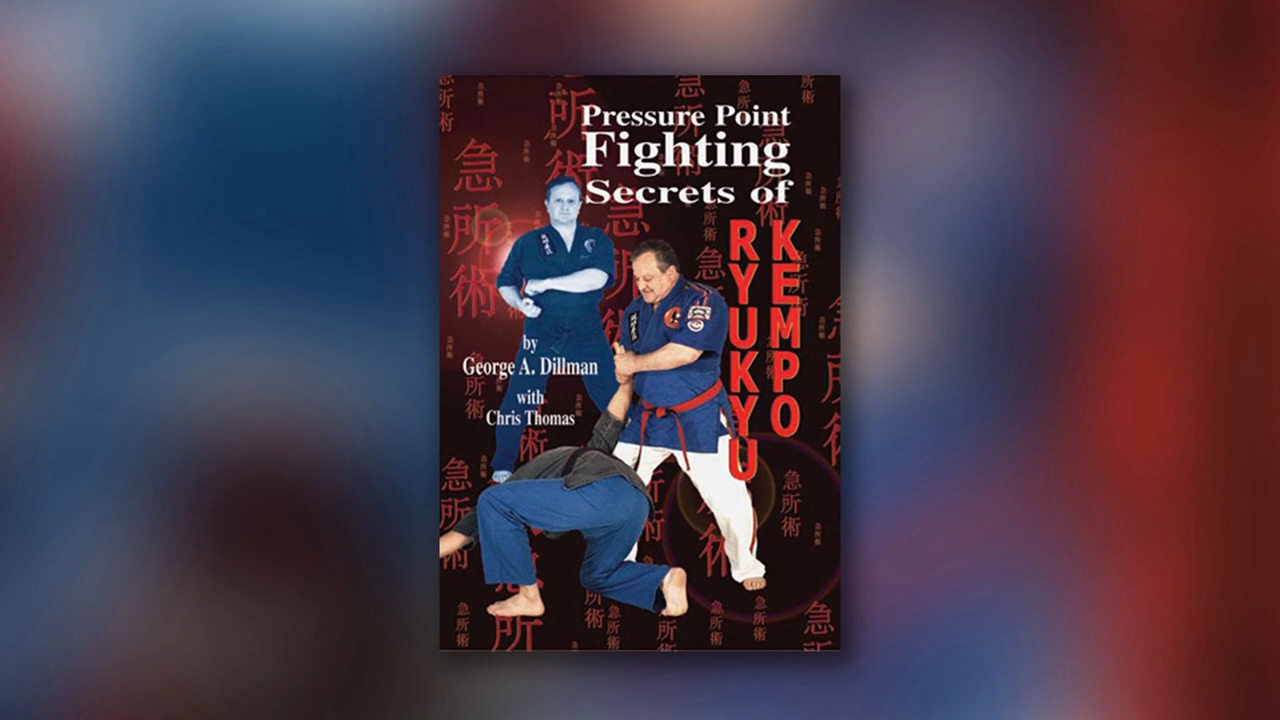 Pressure Point
Fighting
Secrets of
RYUKYU
KEMPO
by
George A. Dillman
with
Chris Thomas
急所術